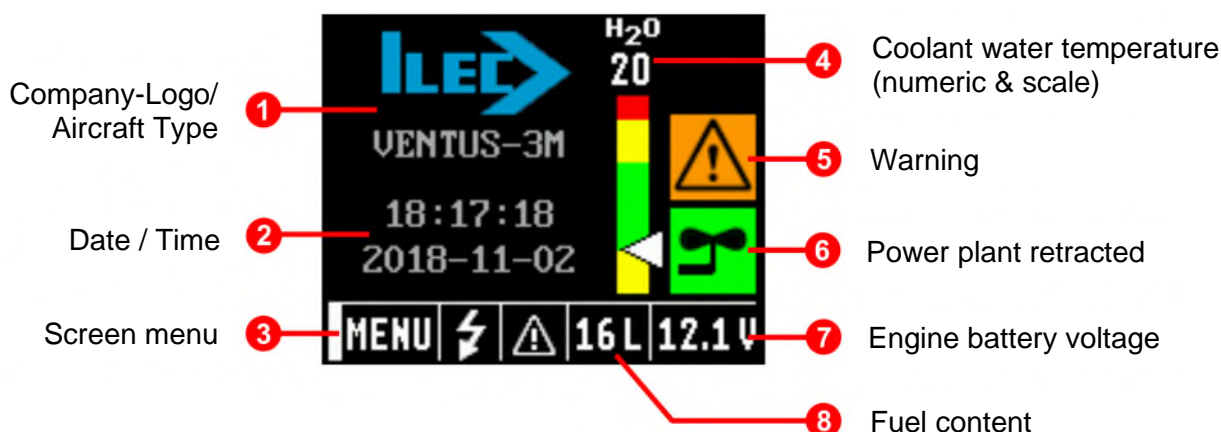 Company-Logo/
Aircraft Type
1
Date / Time
2
Screen menu
3
ILEC
VENTUS-3M
18:17:18
2018-11-02
H₂O
20
MENU
16 L
12.1 V
4
Coolant water temperature
(numeric & scale)
5
Warning
6
Power plant retracted
7
Engine battery voltage
8
Fuel content